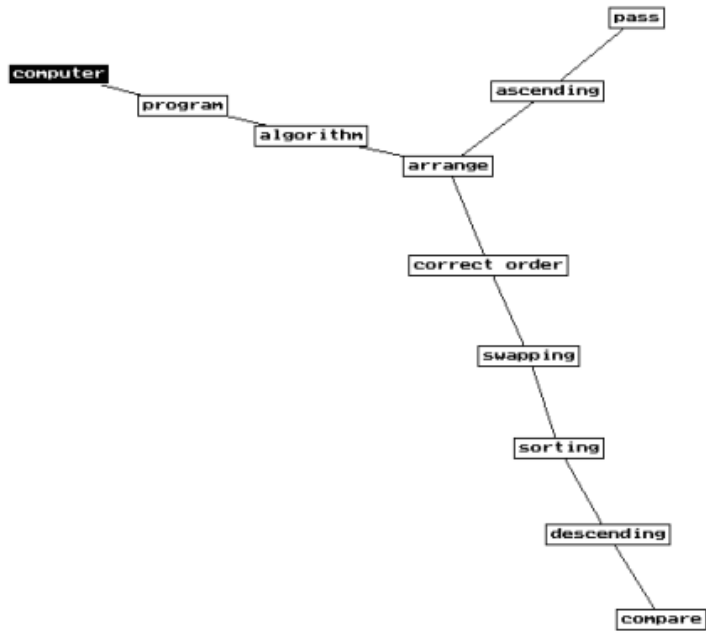 pass
computer
ascending
program
algorithm
arrange
correct order
swapping
sorting
descending
compare